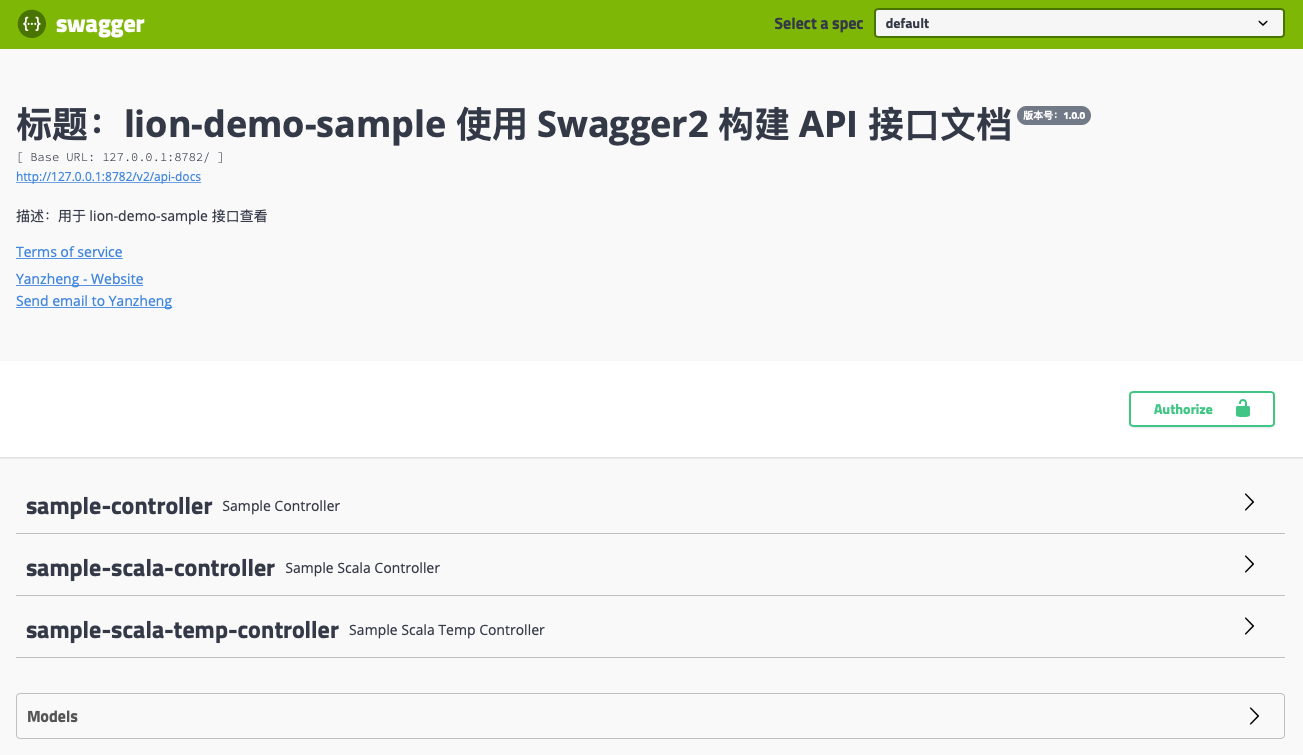 {···} swagger
Select a spec default
标题：lion-demo-sample 使用 Swagger2 构建 API 接口文档 版本号：1.0.0
[ Base URL: 127.0.0.1:8782/ ]
http://127.0.0.1:8782/v2/api-docs
描述：用于 lion-demo-sample 接口查看
Terms of service
Yanzheng - Website
Send email to Yanzheng
Authorize
sample-controller Sample Controller
sample-scala-controller Sample Scala Controller
sample-scala-temp-controller Sample Scala Temp Controller
Models